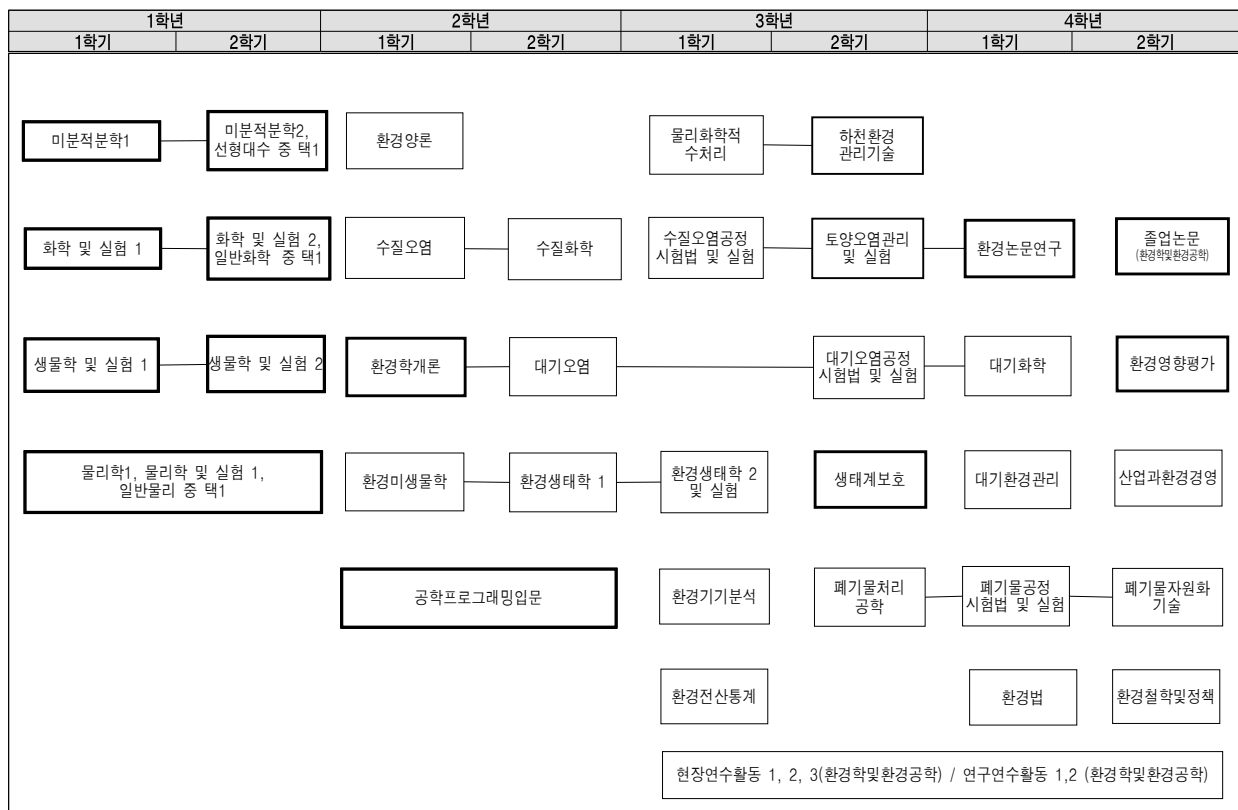 1학년 2학년 3학년 4학년
1학기 2학기 1학기 2학기 1학기 2학기 1학기 2학기
미분적분학1
미분적분학2,
선형대수 중 택1
환경양론
물리화학적
수처리
하천환경
관리기술
화학 및 실험 1
화학 및 실험 2,
일반화학 중 택1
수질오염
수질화학
수질오염공정
시험법 및 실험
토양오염관리
및 실험
환경논문연구
졸업논문
(환경학및환경공학)
생물학 및 실험 1
생물학 및 실험 2
환경학개론
대기오염
대기오염공정
시험법 및 실험
대기화학
환경영향평가
물리학1, 물리학 및 실험 1,
일반물리 중 택1
환경미생물학
환경생태학 1
환경생태학 2
및 실험
생태계보호
대기환경관리
산업과환경경영
공학프로그래밍입문
환경기기분석
폐기물처리
공학
폐기물공정
시험법 및 실험
폐기물자원화
기술
환경전산통계
환경법
환경철학및정책
현장연수활동 1, 2, 3(환경학및환경공학) / 연구연수활동 1,2 (환경학및환경공학)